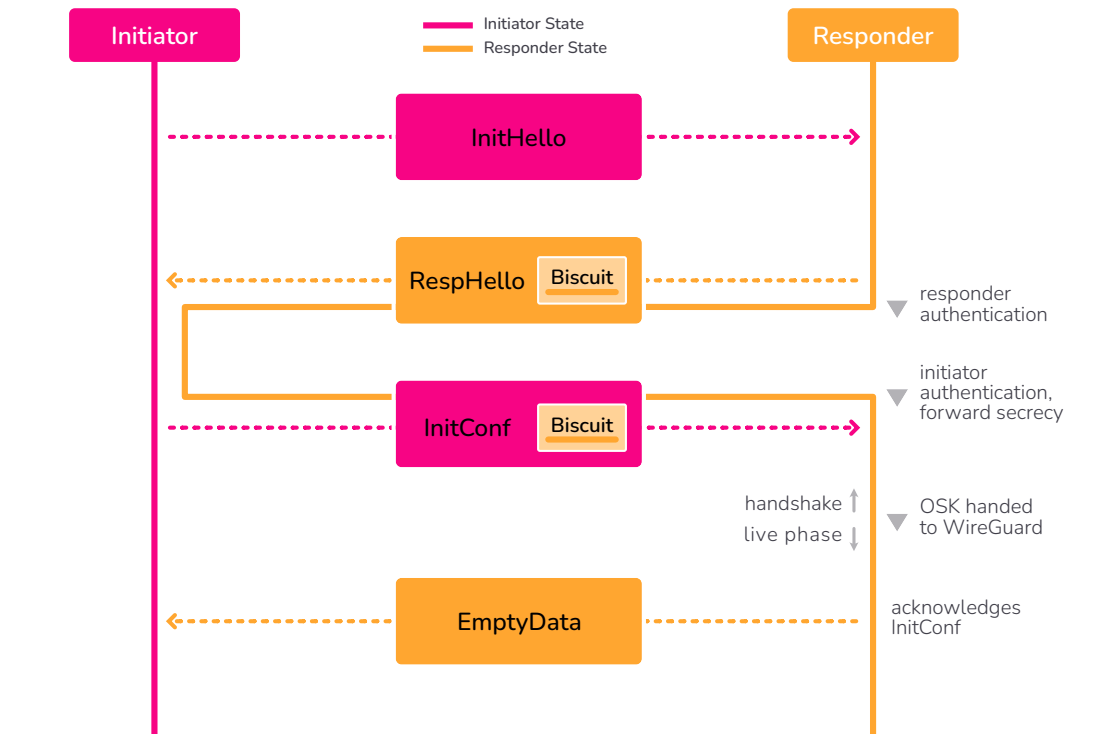 Initiator
Initiator State
Responder State
Responder
InitHello
RespHello
Biscuit
responder
authentication
initiator
authentication,
forward secrecy
InitConf
Biscuit
handshake
live phase
OSK handed
to WireGuard
EmptyData
acknowledges
InitConf